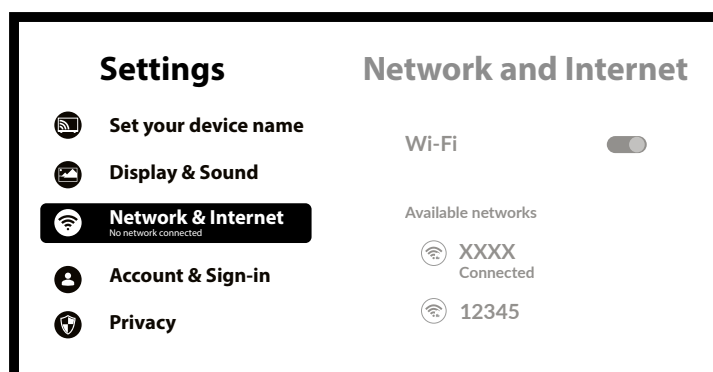 Settings
Set your device name
Display & Sound
Network & Internet
No network connected
Account & Sign-in
Privacy
Network and Internet
Wi-Fi
Available networks
XXXX
Connected
12345